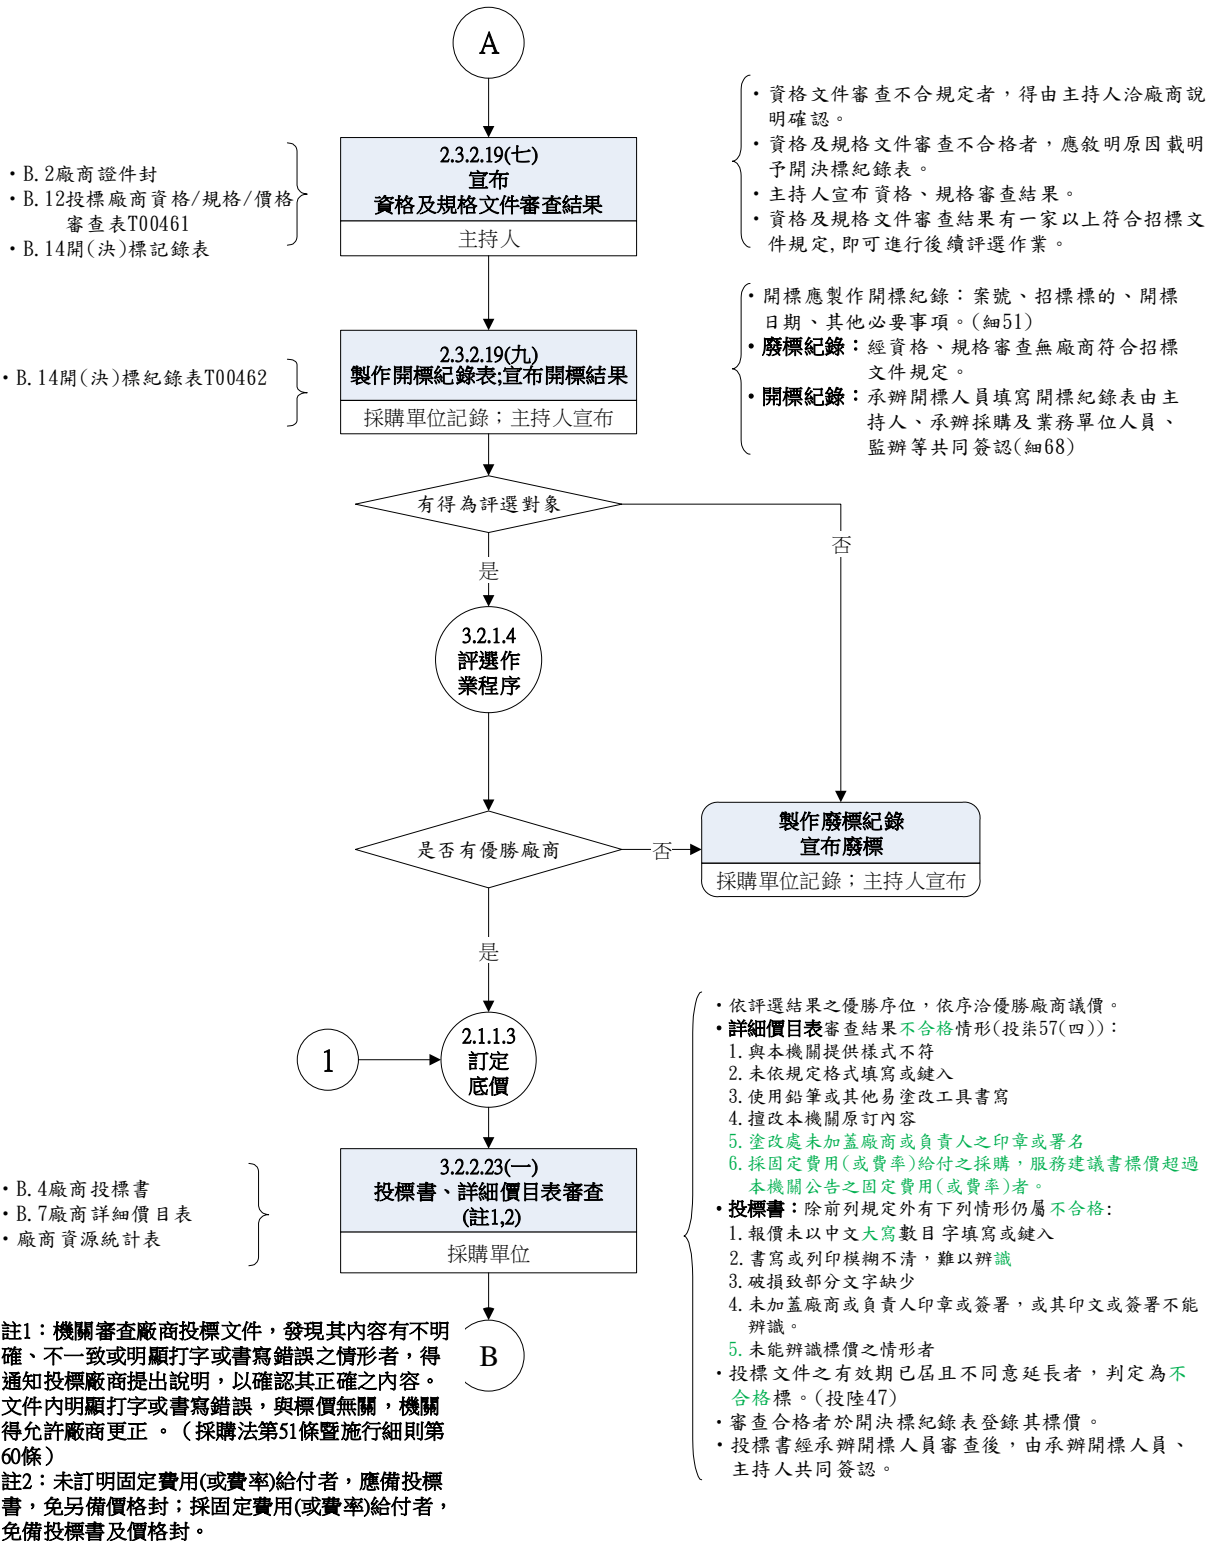 A
・B.2廠商證件封
・B.12投標廠商資格/規格/價格
審查表T00461
・B.14開(決)標記錄表
2.3.2.19(七)
宣布
資格及規格文件審查結果
主持人
・資格文件審查不合規定者，得由主持人洽廠商說
明確認。
・資格及規格文件審查不合格者，應敘明原因載明
予開決標紀錄表。
・主持人宣布資格、規格審查結果。
・資格及規格文件審查結果有一家以上符合招標文
件規定,即可進行後續評選作業。
・B.14開(決)標紀錄表T00462
2.3.2.19(九)
製作開標紀錄表;宣布開標結果
採購單位記錄；主持人宣布
・開標應製作開標紀錄：案號、招標標的、開標
日期、其他必要事項。(細51)
・廢標紀錄：經資格、規格審查無廠商符合招標
文件規定。
・開標紀錄：承辦開標人員填寫開標紀錄表由主
持人、承辦採購及業務單位人員、
監辦等共同簽認(細68)
有得為評選對象
否
是
3.2.1.4
評選作
業程序
是否有優勝廠商
否
製作廢標紀錄
宣布廢標
採購單位記錄；主持人宣布
是
1
2.1.1.3
訂定
底價
・B.4廠商投標書
・B.7廠商詳細價目表
・廠商資源統計表
3.2.2.23(一)
投標書、詳細價目表審查
(註1,2)
採購單位
・依評選結果之優勝序位，依序洽優勝廠商議價。
・詳細價目表審查結果不合格情形(投柒57(四))：
1.與本機關提供樣式不符
2.未依規定格式填寫或鍵入
3.使用鉛筆或其他易塗改工具書寫
4.擅改本機關原訂內容
5.塗改處未加蓋廠商或負責人之印章或署名
6.採固定費用(或費率)給付之採購，服務建議書標價超過
本機關公告之固定費用(或費率)者。
・投標書：除前列規定外有下列情形仍屬不合格:
1.報價未以中文大寫數目字填寫或鍵入
2.書寫或列印模糊不清，難以辨識
3.破損致部分文字缺少
4.未加蓋廠商或負責人印章或簽署，或其印文或簽署不能
辨識。
5.未能辨識標價之情形者
・投標文件之有效期已屆且不同意延長者，判定為不
合格標。(投陸47)
・審查合格者於開決標紀錄表登錄其標價。
・投標書經承辦開標人員審查後，由承辦開標人員、
主持人共同簽認。
B
註1：機關審查廠商投標文件，發現其內容有不明
確、不一致或明顯打字或書寫錯誤之情形者，得
通知投標廠商提出說明，以確認其正確之內容。
文件內明顯打字或書寫錯誤，與標價無關，機關
得允許廠商更正 。（採購法第51條暨施行細則第
60條）
註2：未訂明固定費用(或費率)給付者，應備投標
書，免另備價格封；採固定費用(或費率)給付者，
免備投標書及價格封。